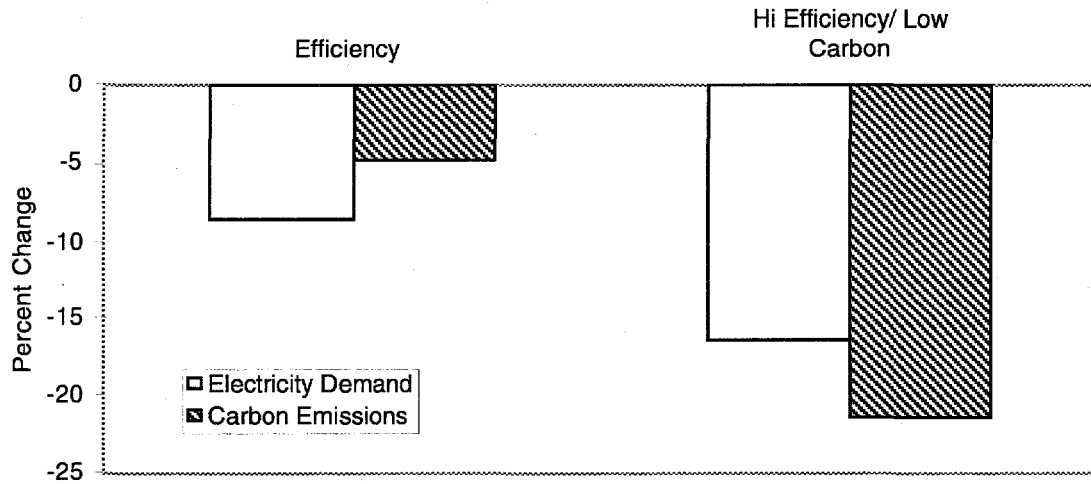 Efficiency
Hi Efficiency/ Low
Carbon
Percent Change
0
-5
-10
-15
-20
-25
Electricity Demand
Carbon Emissions